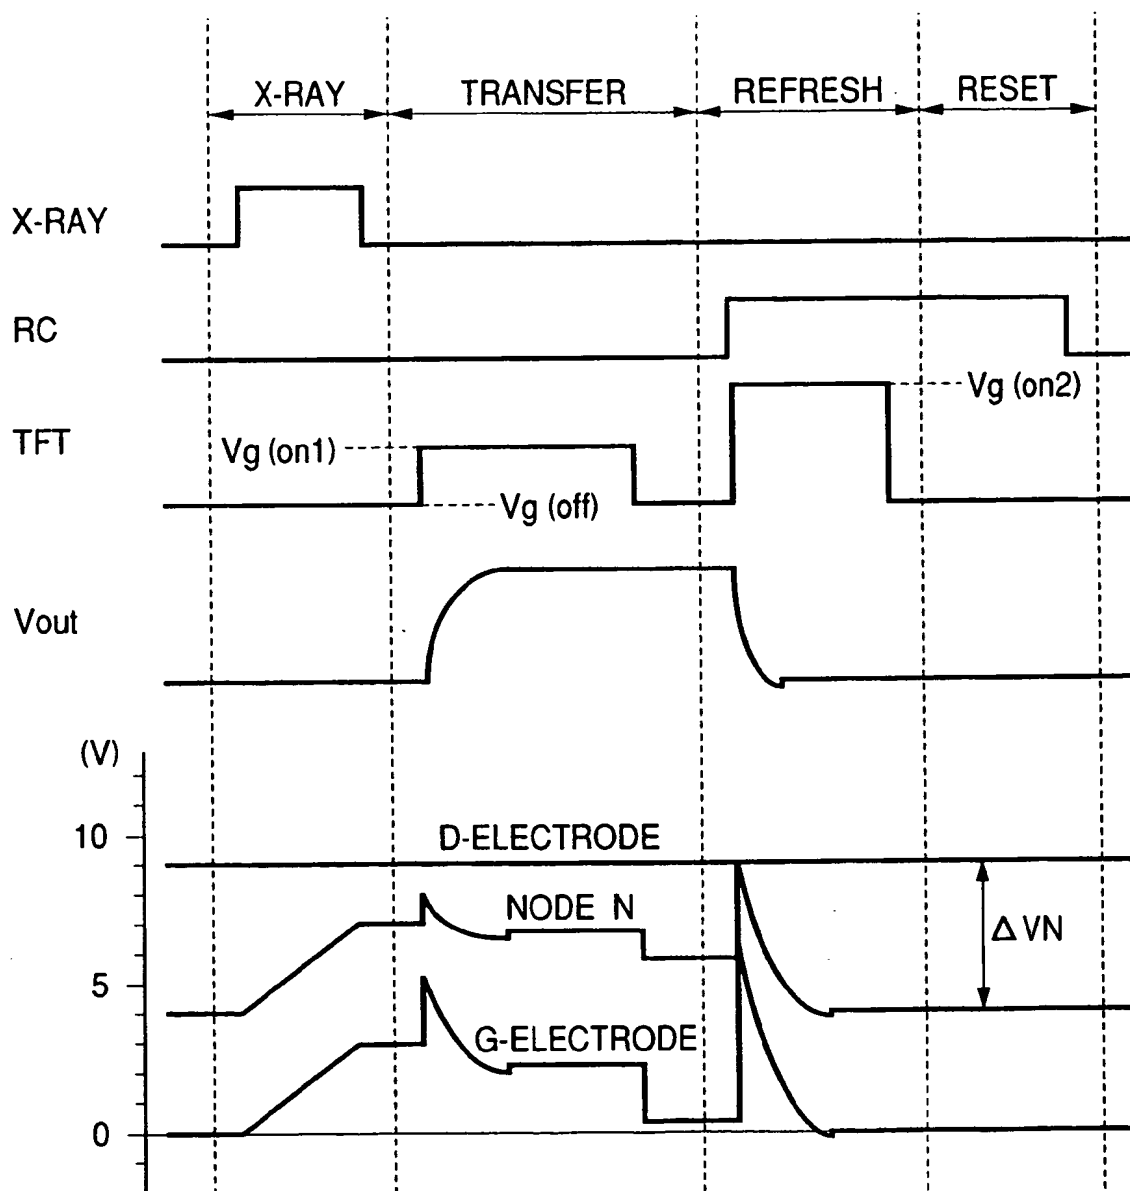 X-RAY TRANSFER REFRESH RESET
X-RAY
RC
Vg (on2)
TFT
Vg (on1)
Vg (off)
Vout
(V)
10
D-ELECTRODE
NODE N
Δ VN
5
G-ELECTRODE
0